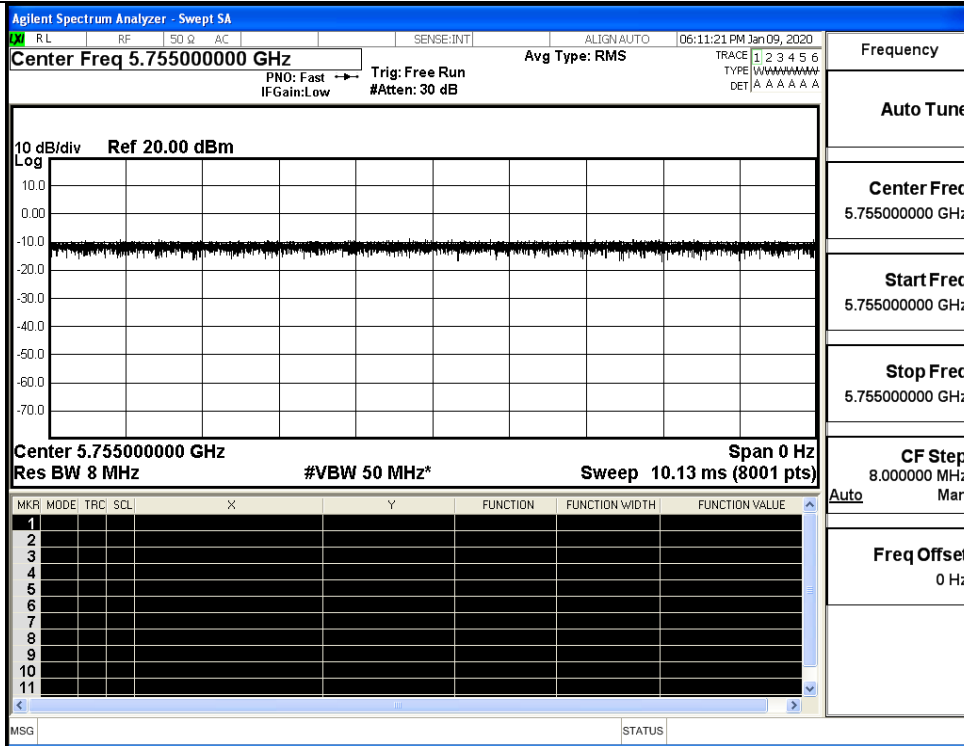 Agilent Spectrum Analyzer - Swept SA
LXI RL RF 50 Ω AC SENSE:INT ALIGN AUTO 06:11:21 PM Jan 09, 2020
Center Freq 5.755000000 GHz
PNO: Fast
IFGain:Low
Trig: Free Run
#Atten: 30 dB
Avg Type: RMS
TRACE 1 2 3 4 5 6
TYPE
DET A A A A A A
10 dB/div Ref 20.00 dBm
Log
10.0
0.00
-10.0
-20.0
-30.0
-40.0
-50.0
-60.0
-70.0
Center 5.755000000 GHz Span 0 Hz
Res BW 8 MHz #VBW 50 MHz* Sweep 10.13 ms (8001 pts)
MKR MODE TRC SCL X Y FUNCTION FUNCTION WIDTH FUNCTION VALUE
1
2
3
4
5
6
7
8
9
10
11
MSG STATUS
Frequency
Auto Tune
Center Freq
5.755000000 GHz
Start Freq
5.755000000 GHz
Stop Freq
5.755000000 GHz
CF Step
8.000000 MHz
Auto Man
Freq Offset
0 Hz